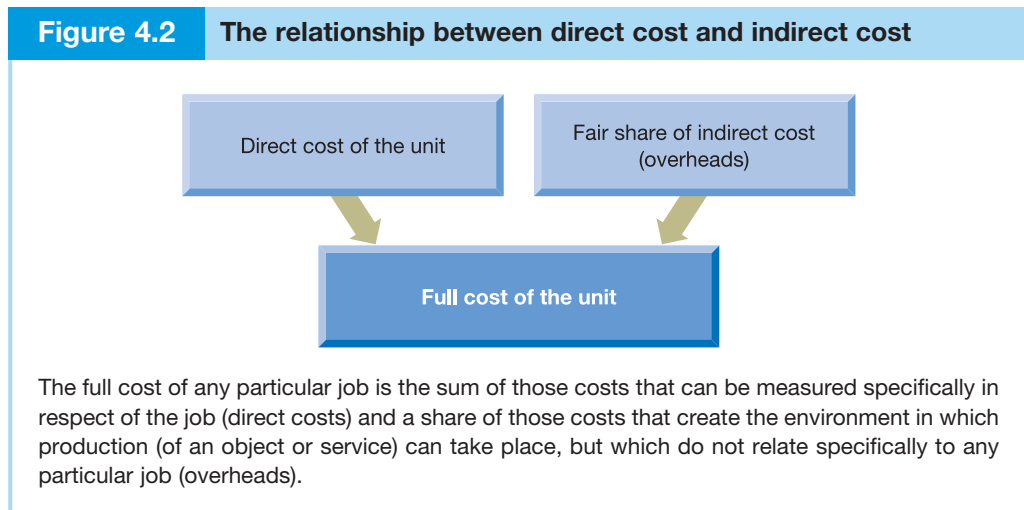 Figure 4.2 The relationship between direct cost and indirect cost
Direct cost of the unit
Fair share of indirect cost
(overheads)
Full cost of the unit
The full cost of any particular job is the sum of those costs that can be measured specifically in
respect of the job (direct costs) and a share of those costs that create the environment in which
production (of an object or service) can take place, but which do not relate specifically to any
particular job (overheads).